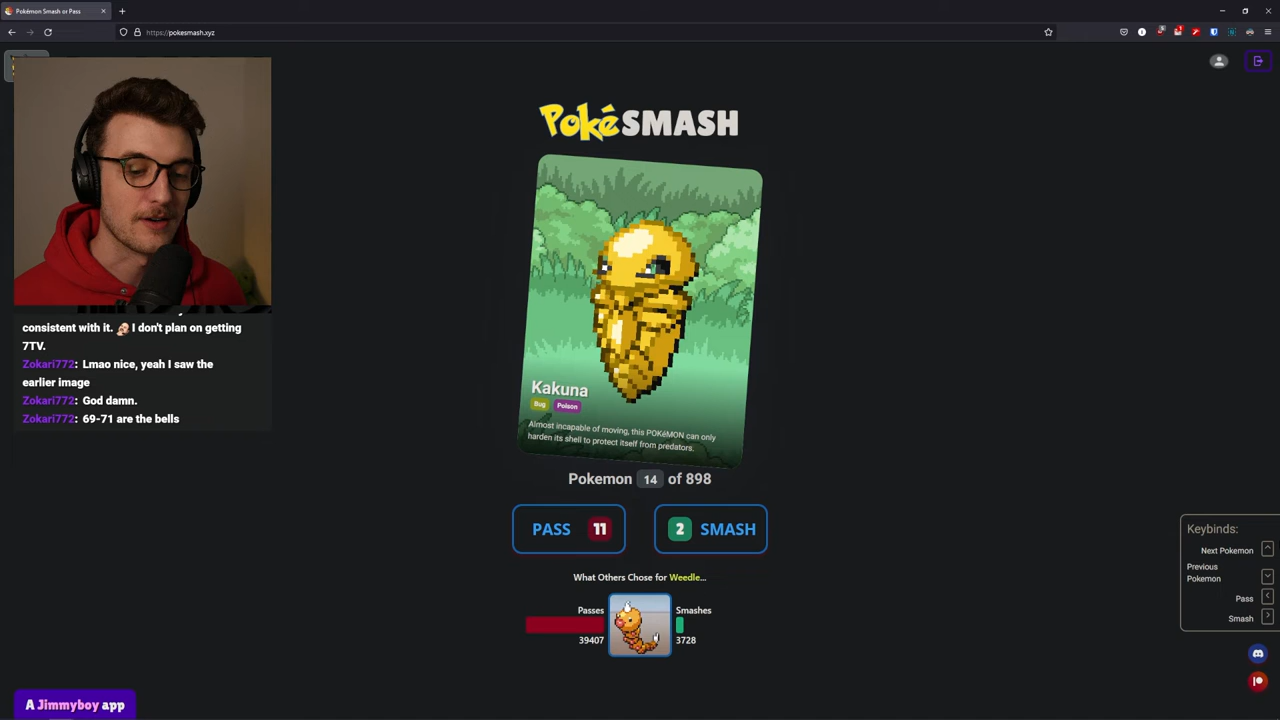 Pokémon Smash or Pass
https://pokesmash.xyz
PokéSMASH
consistent with it. I don't plan on getting
7TV.
Zokari772: Lmao nice, yeah I saw the
earlier image
Zokari772: God damn.
Zokari772: 69-71 are the bells
Kakuna
Bug Poison
Almost incapable of moving, this POKéMON can only
harden its shell to protect itself from predators.
Pokemon 14 of 898
PASS 11
2 SMASH
What Others Chose for Weedle...
Passes
39407
Smashes
3728
Keybinds:
Next Pokemon
Previous
Pokemon
Pass
Smash
A Jimmyboy app